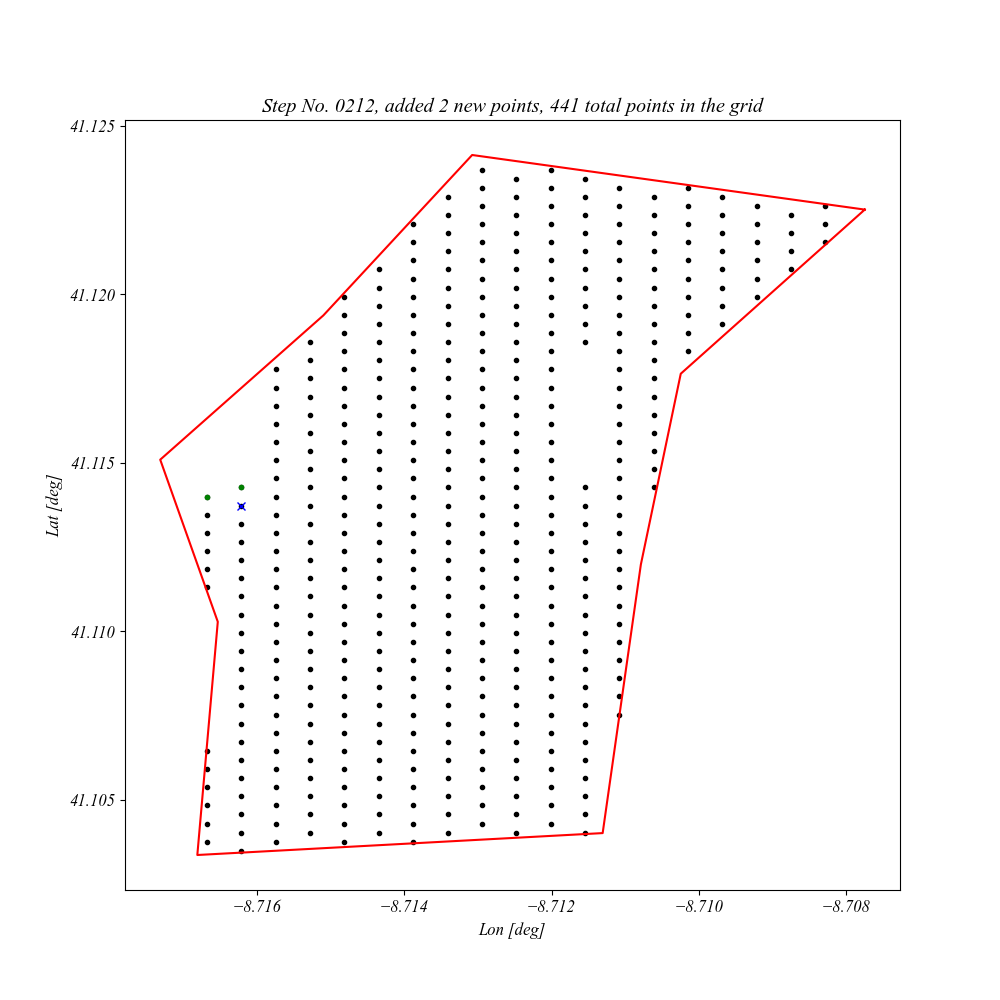 Step No. 0212, added 2 new points, 441 total points in the grid
41.125
41.120
41.115
41.110
41.105
Lat [deg]
−8.716 −8.714 −8.712 −8.710 −8.708
Lon [deg]